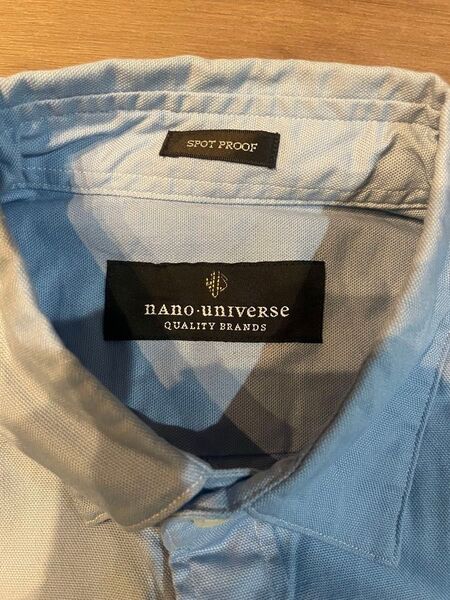 SPOT PROOF
nano·universe
QUALITY BRANDS